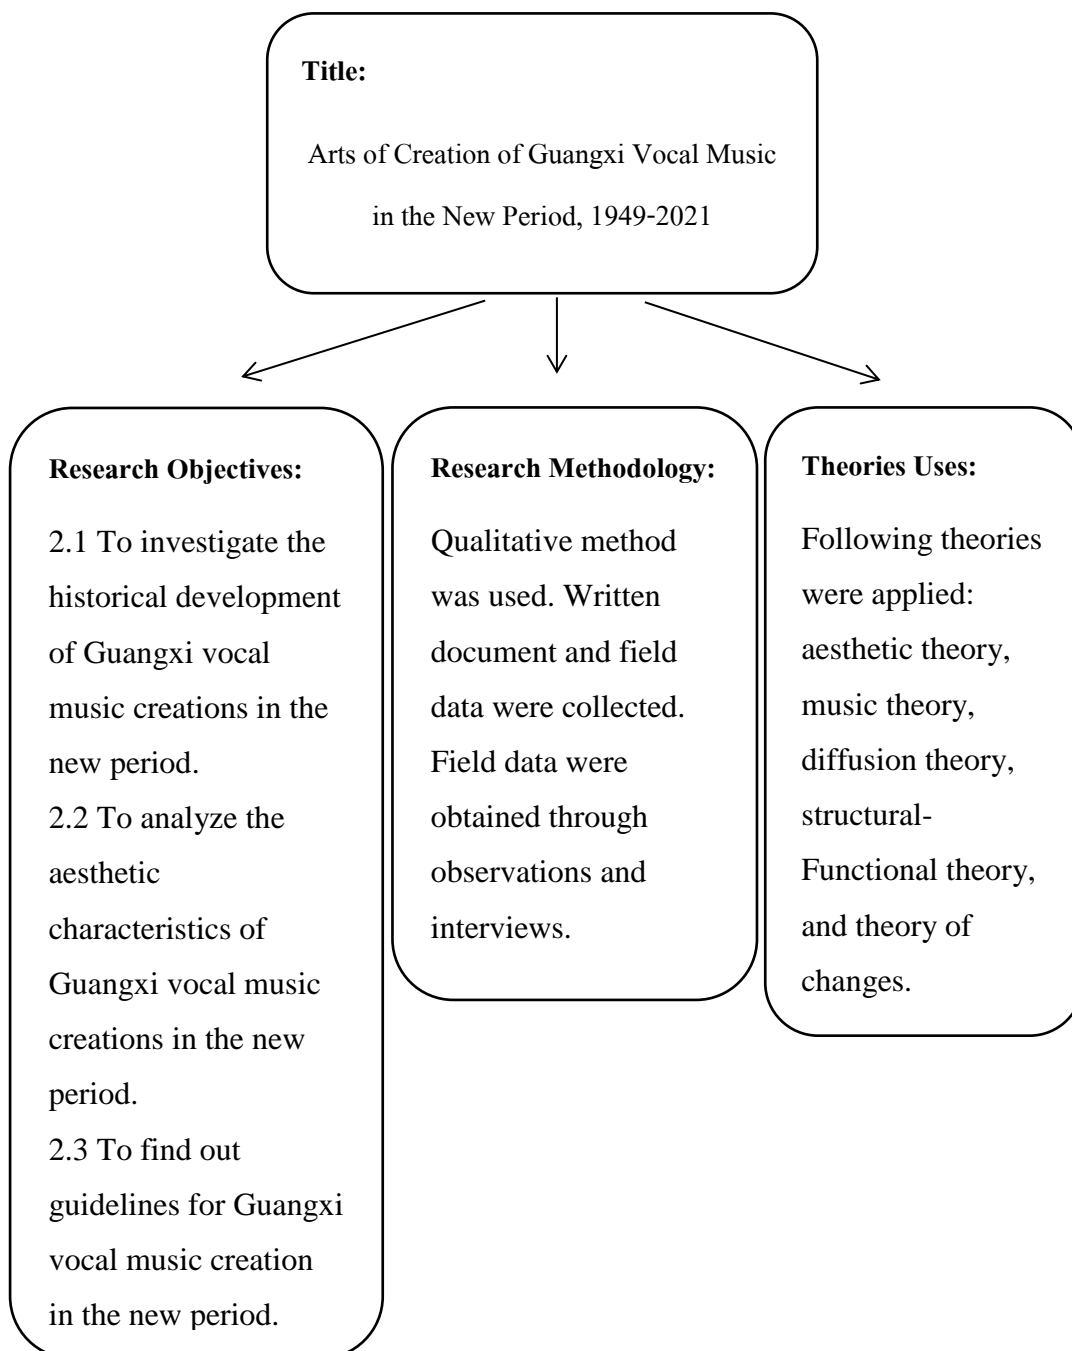 Title:
Arts of Creation of Guangxi Vocal Music
in the New Period, 1949-2021
Research Objectives:
2.1 To investigate the
historical development
of Guangxi vocal
music creations in the
new period.
2.2 To analyze the
aesthetic
characteristics of
Guangxi vocal music
creations in the new
period.
2.3 To find out
guidelines for Guangxi
vocal music creation
in the new period.
Research Methodology:
Qualitative method
was used. Written
document and field
data were collected.
Field data were
obtained through
observations and
interviews.
Theories Uses:
Following theories
were applied:
aesthetic theory,
music theory,
diffusion theory,
structural-
Functional theory,
and theory of
changes.